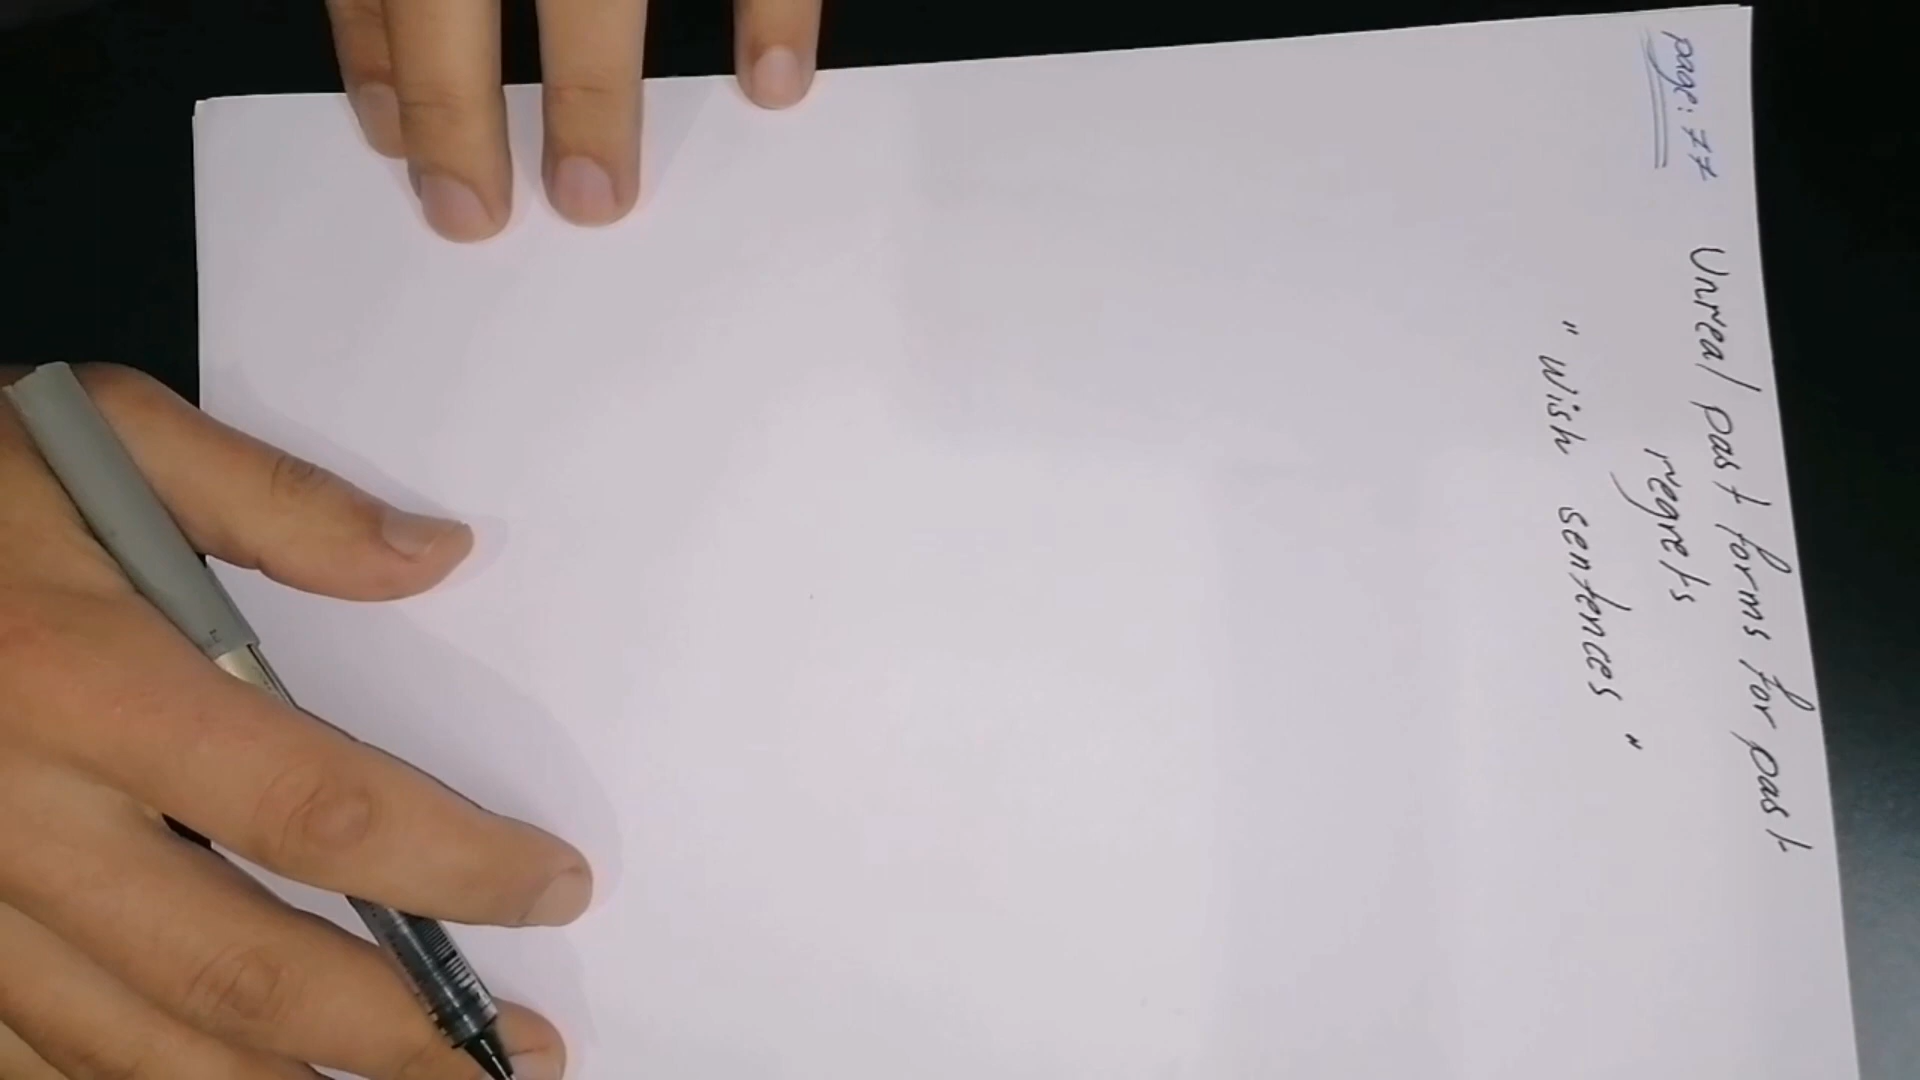 page: 77
Unreal past forms for past
regrets
" Wish sentences "